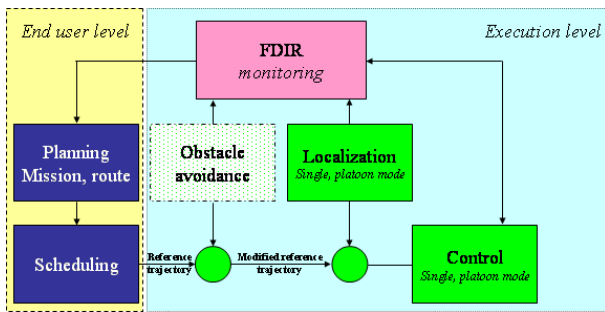 End user level
Execution level
FDIR
monitoring
Planning
Mission, route
Obstacle
avoidance
Localization
Single, platoon mode
Scheduling
Reference
trajectory
Modified reference
trajectory
Control
Single, platoon mode